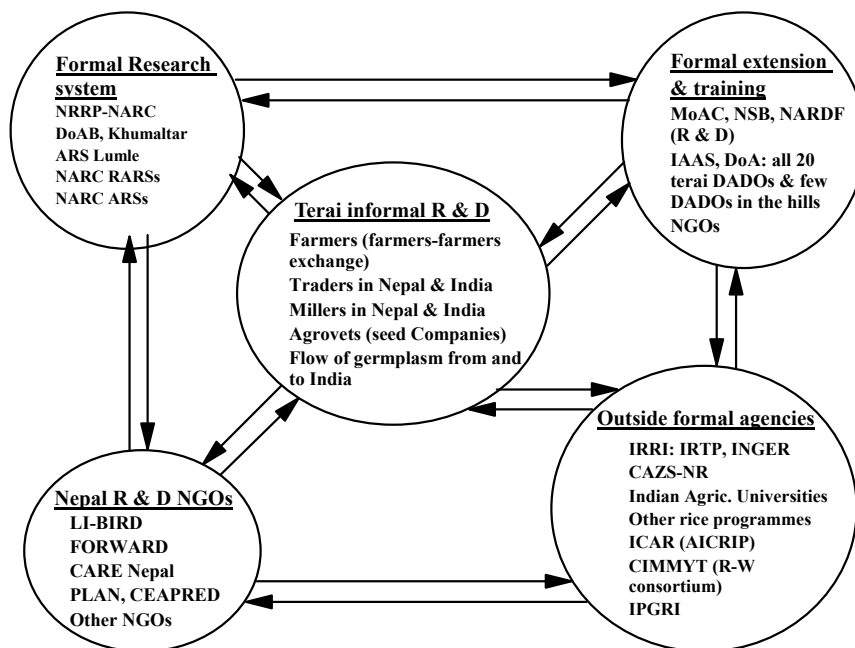 Formal Research
system
NRRP-NARC
DoAB, Khumaltar
ARS Lumle
NARC RARSs
NARC ARSs
Formal extension
& training
MoAC, NSB, NARDF
(R & D)
IAAS, DoA: all 20
terai DADOs & few
DADOs in the hills
NGOs
Terai informal R & D
Farmers (farmers-farmers
exchange)
Traders in Nepal & India
Millers in Nepal & India
Agrovets (seed Companies)
Flow of germplasm from and
to India
Nepal R & D NGOs
LI-BIRD
FORWARD
CARE Nepal
PLAN, CEAPRED
Other NGOs
Outside formal agencies
IRRI: IRTP, INGER
CAZS-NR
Indian Agric. Universities
Other rice programmes
ICAR (AICRIP)
CIMMYT (R-W
consortium)
IPGRI